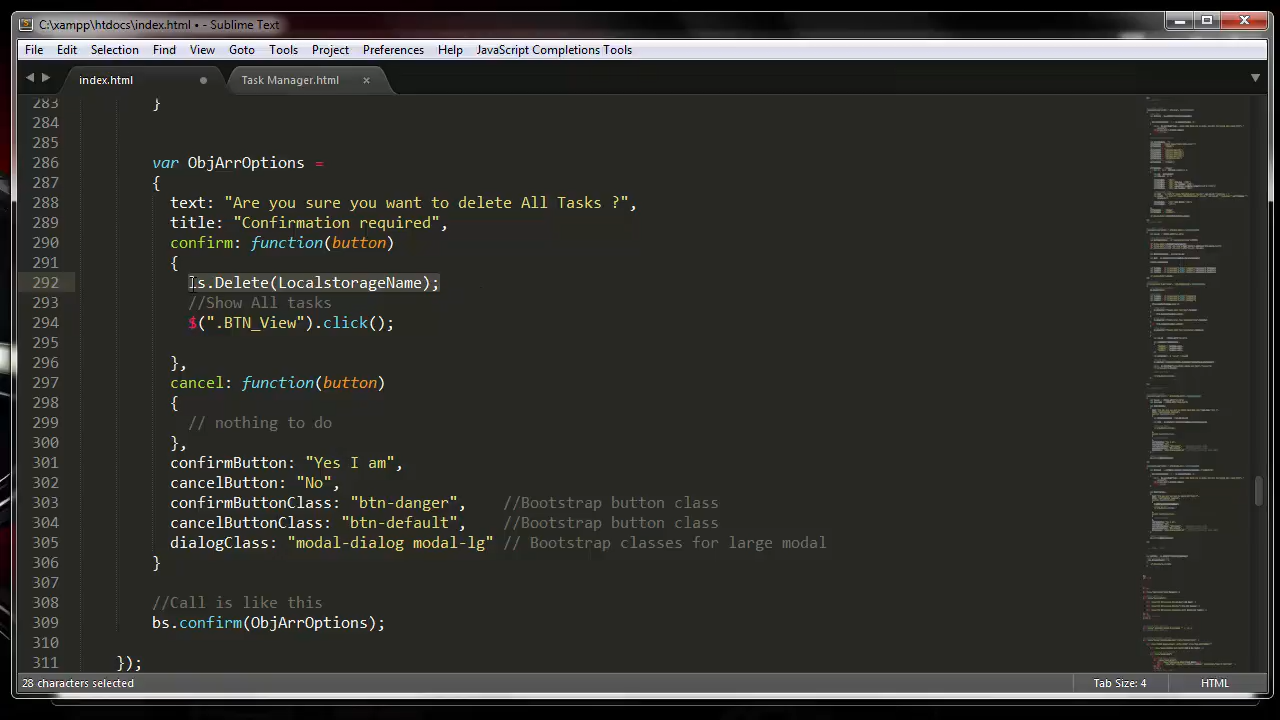 C:\xampp\htdocs\index.html • - Sublime Text
File Edit Selection Find View Goto Tools Project Preferences Help JavaScript Completions Tools
index.html Task Manager.html
283 }
284
285
286 var ObjArrOptions =
287 {
288 text: "Are you sure you want to delete All Tasks ?",
289 title: "Confirmation required",
290 confirm: function(button)
291 {
292 js.Delete(LocalstorageName);
293 //Show All tasks
294 $(".BTN_View").click();
295
296 },
297 cancel: function(button)
298 {
299 // nothing to do
300 },
301 confirmButton: "Yes I am",
302 cancelButton: "No",
303 confirmButtonClass: "btn-danger", //Bootstrap button class
304 cancelButtonClass: "btn-default", //Bootstrap button class
305 dialogClass: "modal-dialog modal-lg" // Bootstrap classes for large modal
306 }
307
308 //Call is like this
309 bs.confirm(ObjArrOptions);
310
311 });
28 characters selected Tab Size: 4 HTML